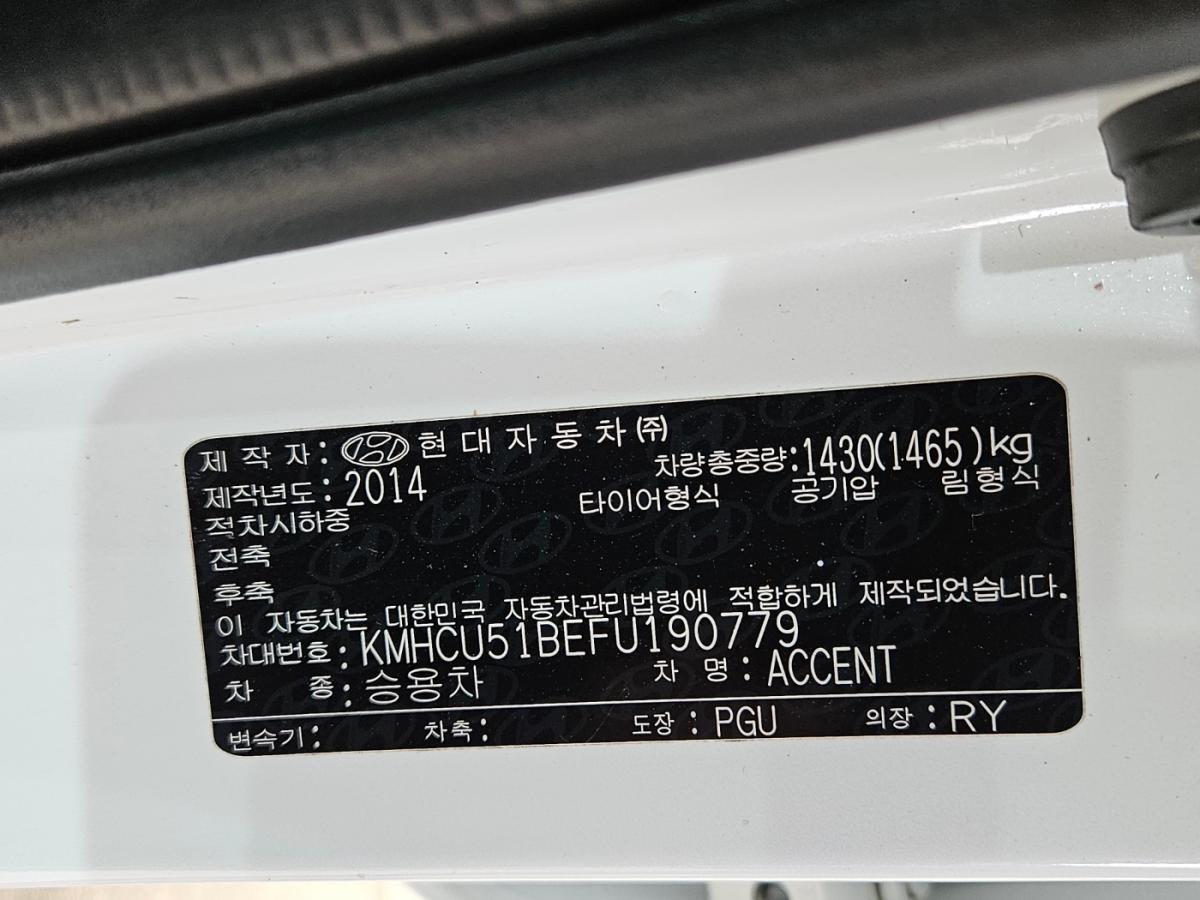 제 작 자 : 현 대 자 동 차 ㈜
제작년도 : 2014 차량총중량 : 1430(1465)kg
적차시하중 타이어형식 공기압 림형식
전축
후축
이 자동차는 대한민국 자동차관리법령에 적합하게 제작되었습니다.
차대번호 : KMHCU51BEFU190779
차 종 : 승용차 차 명 : ACCENT
변속기 : 차축 : 도장 : PGU 의장 : RY